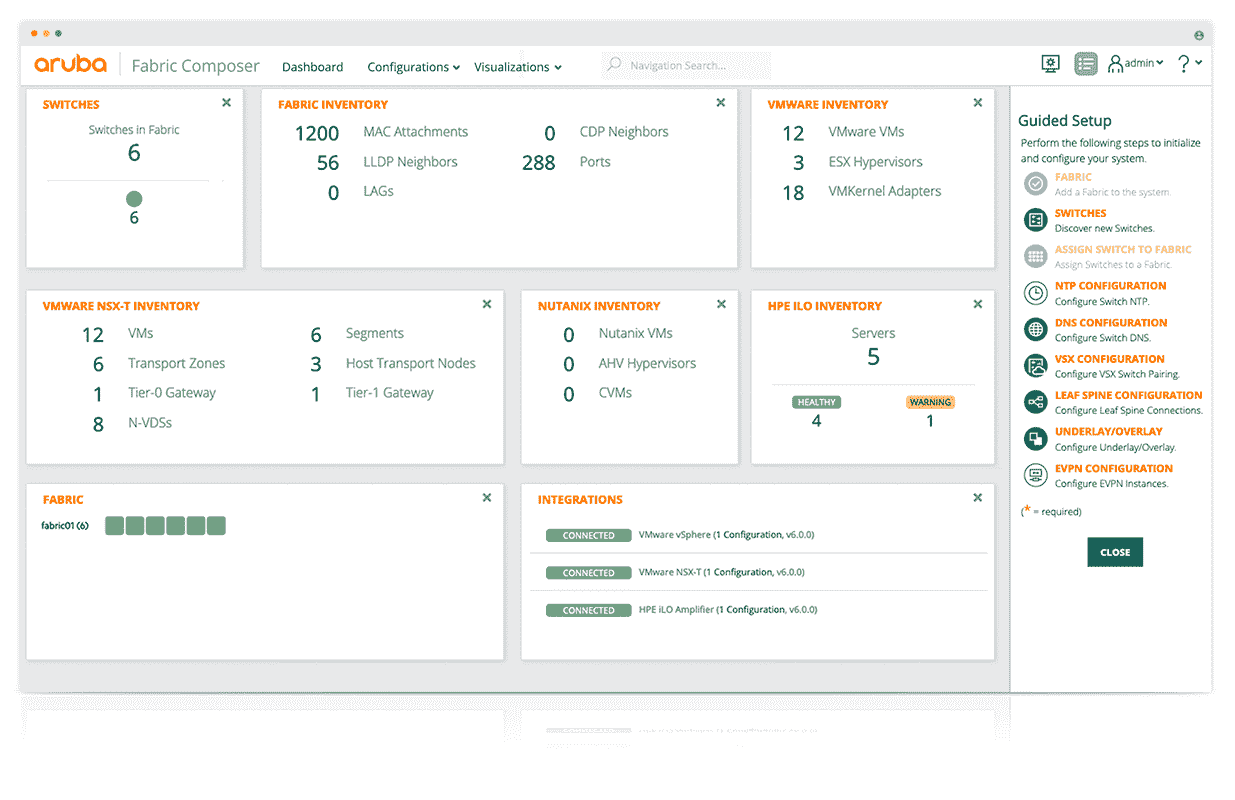 aruba
Fabric Composer
Dashboard
Configurations
Visualizations
Navigation Search...
admin
?
SWITCHES
Switches in Fabric
6
6
FABRIC INVENTORY
1200 MAC Attachments
0 CDP Neighbors
56 LLDP Neighbors
288 Ports
0 LAGs
VMWARE INVENTORY
12 VMware VMs
3 ESX Hypervisors
18 VMKernel Adapters
VMWARE NSX-T INVENTORY
12 VMs
6 Segments
6 Transport Zones
3 Host Transport Nodes
1 Tier-0 Gateway
1 Tier-1 Gateway
8 N-VDSs
NUTANIX INVENTORY
0 Nutanix VMs
0 AHV Hypervisors
0 CVMs
HPE ILO INVENTORY
Servers
5
HEALTHY
4
WARNING
1
FABRIC
fabric01 (6)
INTEGRATIONS
CONNECTED VMware vSphere (1 Configuration, v6.0.0)
CONNECTED VMware NSX-T (1 Configuration, v6.0.0)
CONNECTED HPE iLO Amplifier (1 Configuration, v6.0.0)
Guided Setup
Perform the following steps to initialize
and configure your system.
FABRIC
Add a Fabric to the system.
SWITCHES
Discover new Switches.
ASSIGN SWITCH TO FABRIC
Assign Switches to a Fabric.
NTP CONFIGURATION
Configure Switch NTP.
DNS CONFIGURATION
Configure Switch DNS.
VSX CONFIGURATION
Configure VSX Switch Pairing.
LEAF SPINE CONFIGURATION
Configure Leaf Spine Connections.
UNDERLAY/OVERLAY
Configure Underlay/Overlay.
EVPN CONFIGURATION
Configure EVPN Instances.
(* = required)
CLOSE